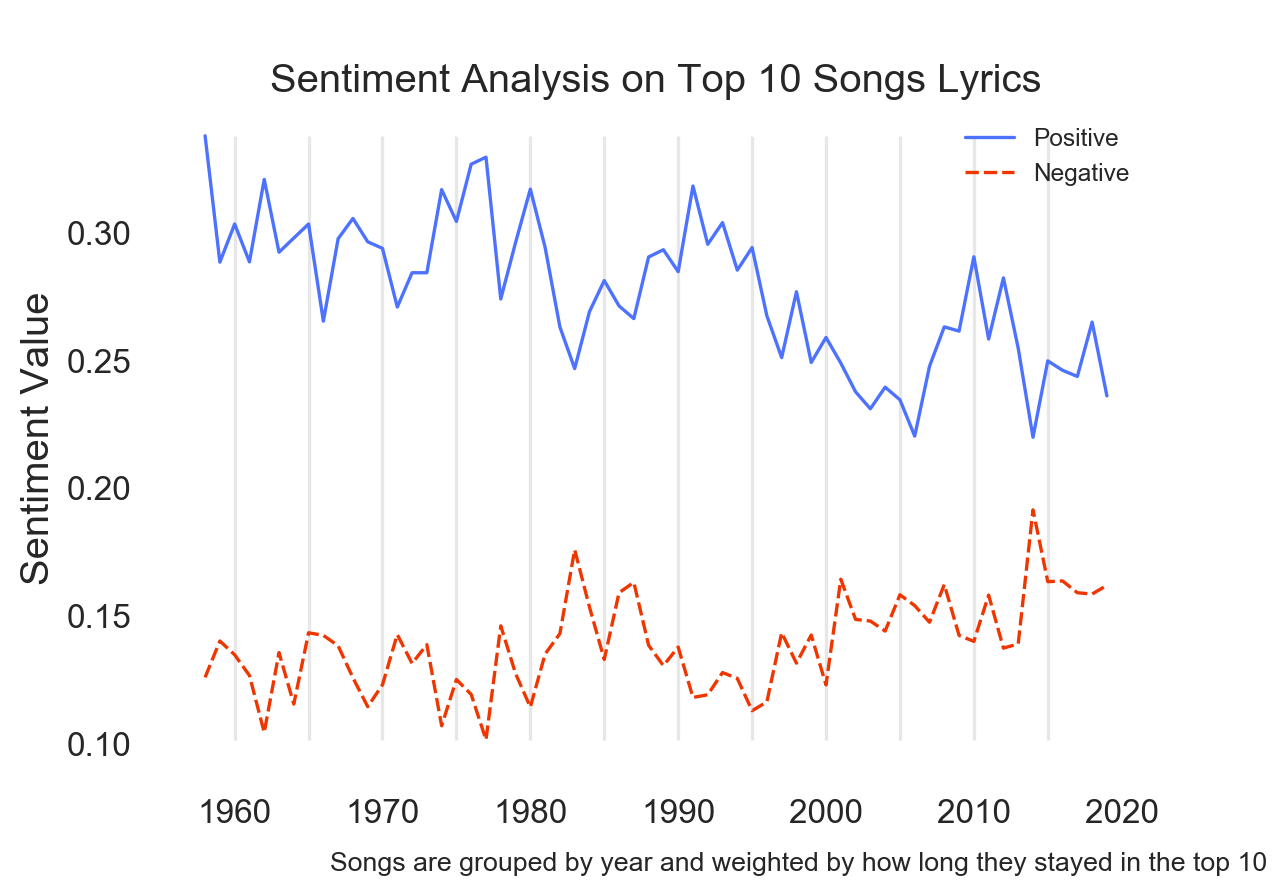 Sentiment Analysis on Top 10 Songs Lyrics
Positive
Negative
Sentiment Value
0.30
0.25
0.20
0.15
0.10
1960 1970 1980 1990 2000 2010 2020
Songs are grouped by year and weighted by how long they stayed in the top 10